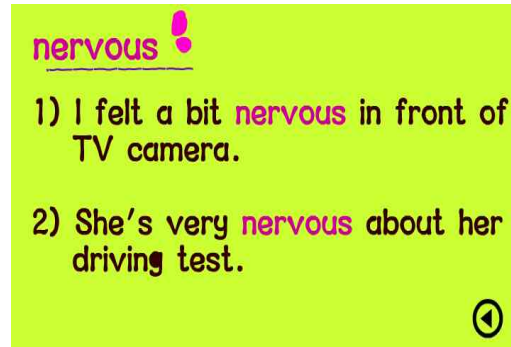 nervous !
1) I felt a bit nervous in front of
TV camera.
2) She's very nervous about her
driving test.